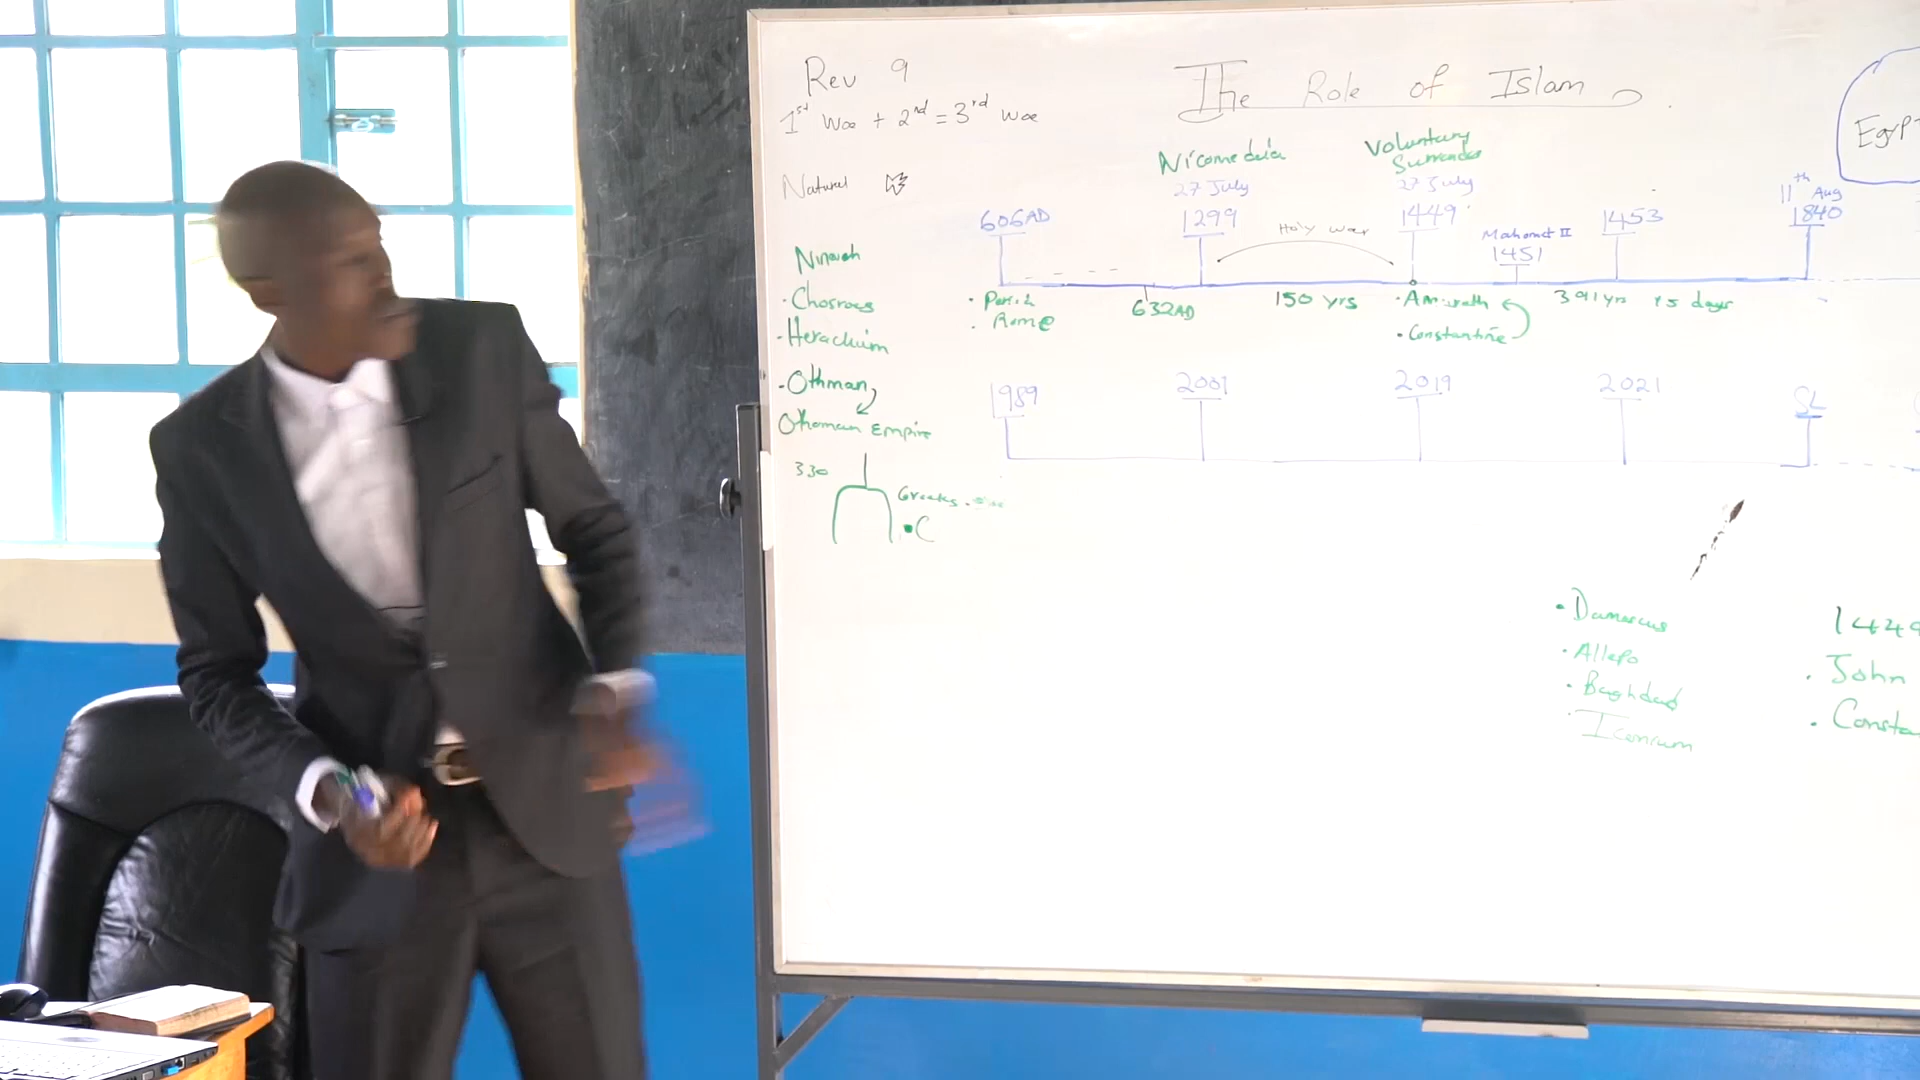 Rev 9
The Role of Islam
1st Woe + 2nd = 3rd Woe
Egyp
Natural
Nicomedia
27 July
1299
Voluntary
Surrender
27 July
1449
606AD
Holy war
Mahomet II
1451
1453
11th Aug
1840
Ninaveh
• Chosroes
• Heraclium
• Othman
Othoman Empire
• Persia
• Rome
632AD
150 yrs
• Amurath
• Constantine
391 yrs 15 days
1989
2001
2019
2021
SL
330
Greeks
• C
• Damascus
• Allepo
• Baghdad
• Iconium
1449
• John
• Consta